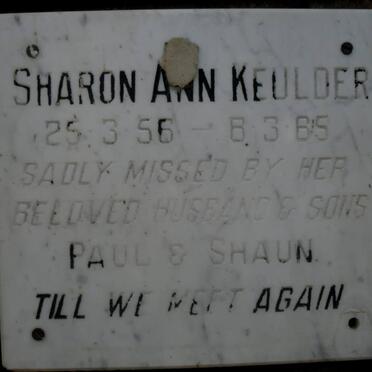 SHARON ANN KEULDER
25 3 56 - 8 3 85
SADLY MISSED BY HER
BELOVED HUSBAND & SONS
PAUL & SHAUN
TILL WE MEET AGAIN